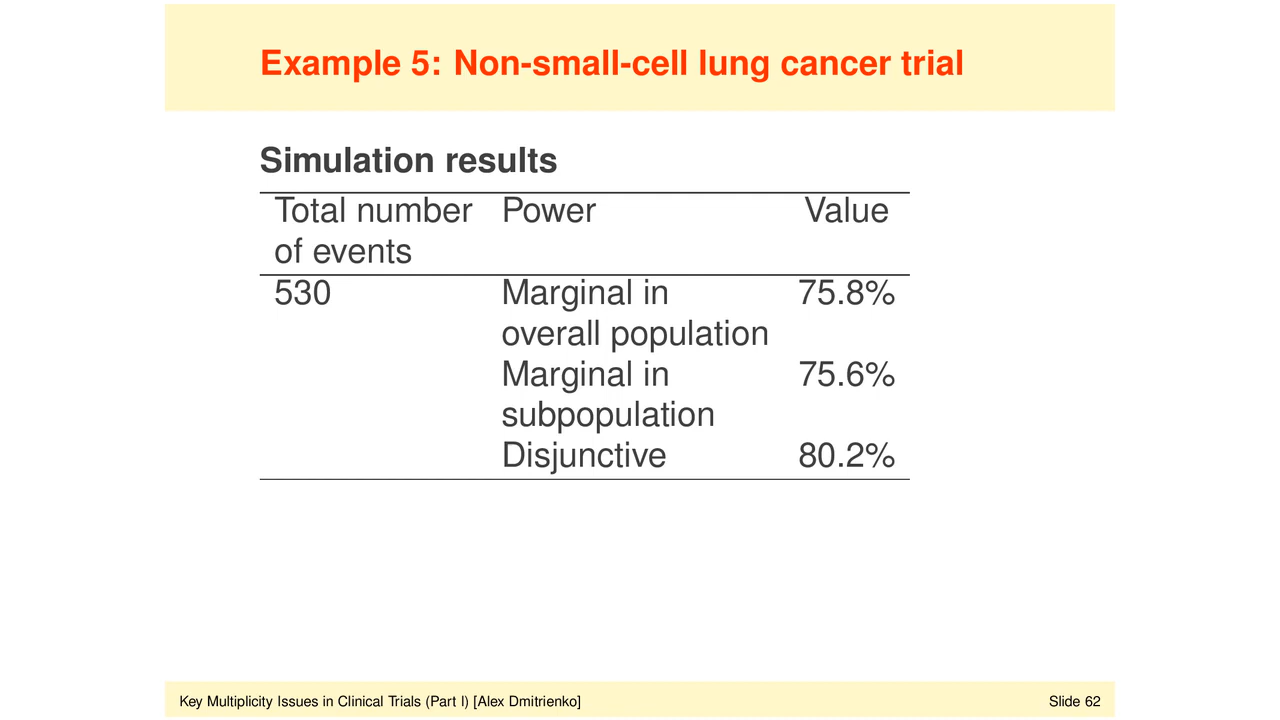 Example 5: Non-small-cell lung cancer trial
Simulation results
Total number Power Value
of events
530 Marginal in 75.8%
overall population
Marginal in 75.6%
subpopulation
Disjunctive 80.2%
Key Multiplicity Issues in Clinical Trials (Part I) [Alex Dmitrienko] Slide 62